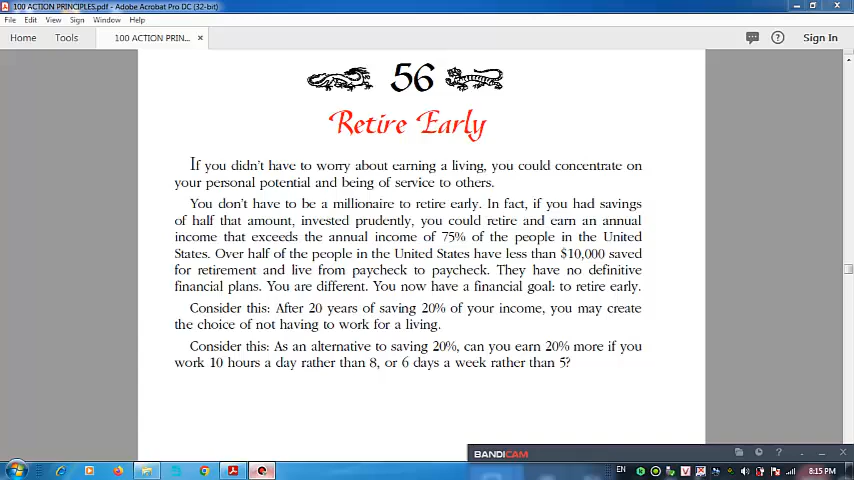 100 ACTION PRINCIPLES.pdf - Adobe Acrobat Pro DC (32-bit)
File Edit View Sign Window Help
Home Tools 100 ACTION PRIN... × Sign In
56
Retire Early
If you didn't have to worry about earning a living, you could concentrate on
your personal potential and being of service to others.
You don't have to be a millionaire to retire early. In fact, if you had savings
of half that amount, invested prudently, you could retire and earn an annual
income that exceeds the annual income of 75% of the people in the United
States. Over half of the people in the United States have less than $10,000 saved
for retirement and live from paycheck to paycheck. They have no definitive
financial plans. You are different. You now have a financial goal: to retire early.
Consider this: After 20 years of saving 20% of your income, you may create
the choice of not having to work for a living.
Consider this: As an alternative to saving 20%, can you earn 20% more if you
work 10 hours a day rather than 8, or 6 days a week rather than 5?
BANDICAM
EN 8:15 PM